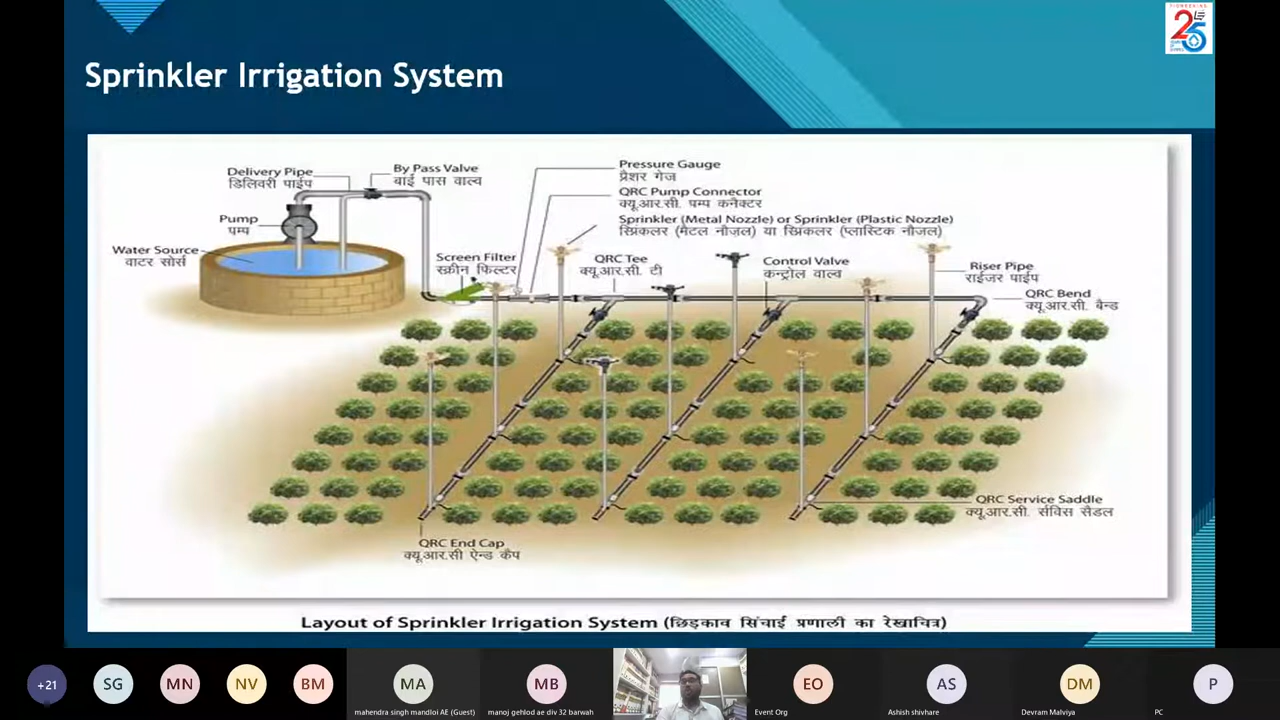 Sprinkler Irrigation System
25
Delivery Pipe
डिलिवरी पाईप
By Pass Valve
बाई पास वाल्व
Pressure Gauge
प्रैशर गेज
QRC Pump Connector
क्यू.आर.सी. पम्प कनैक्टर
Pump
पम्प
Sprinkler (Metal Nozzle) or Sprinkler (Plastic Nozzle)
स्प्रिंकलर (मैटल नौज़ल) या स्प्रिंकलर (प्लास्टिक नौजल)
Water Source
वाटर सोर्स
Screen Filter
स्क्रीन फिल्टर
QRC Tee
क्यू.आर.सी. टी
Control Valve
कन्ट्रोल वाल्व
Riser Pipe
राईजर पाईप
QRC Bend
क्यू.आर.सी. बैन्ड
QRC Service Saddle
क्यू.आर.सी. सर्विस सैडल
QRC End Cap
क्यू.आर.सी ऐन्ड कैप
Layout of Sprinkler Irrigation System (छिड़काव सिंचाई प्रणाली का रेखाचित्र)
+21
SG
MN
NV
BM
MA
mahendra singh mandloi AE (Guest)
MB
manoj gehlod ae div 32 barwah
EO
Event Org
AS
Ashish shivhare
DM
Devram Malviya
P
PC